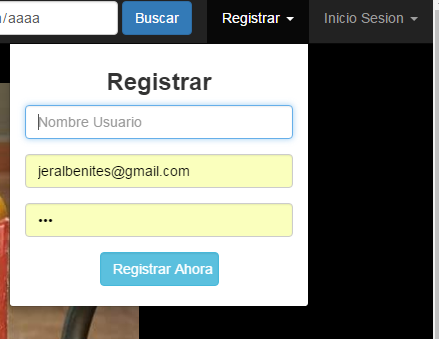 /aaaa Buscar Registrar Inicio Sesion
Registrar
Nombre Usuario
jeralbenites@gmail.com
•••
Registrar Ahora